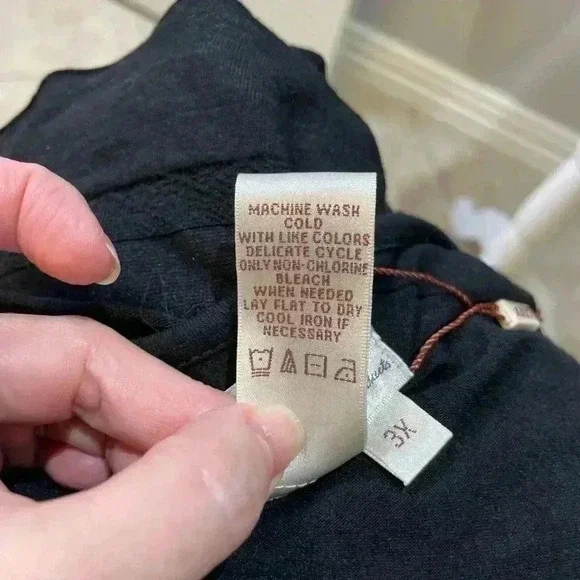 MACHINE WASH
COLD
WITH LIKE COLORS
DELICATE CYCLE
ONLY NON-CHLORINE
BLEACH
WHEN NEEDED
LAY FLAT TO DRY
COOL IRON IF
NECESSARY
3X